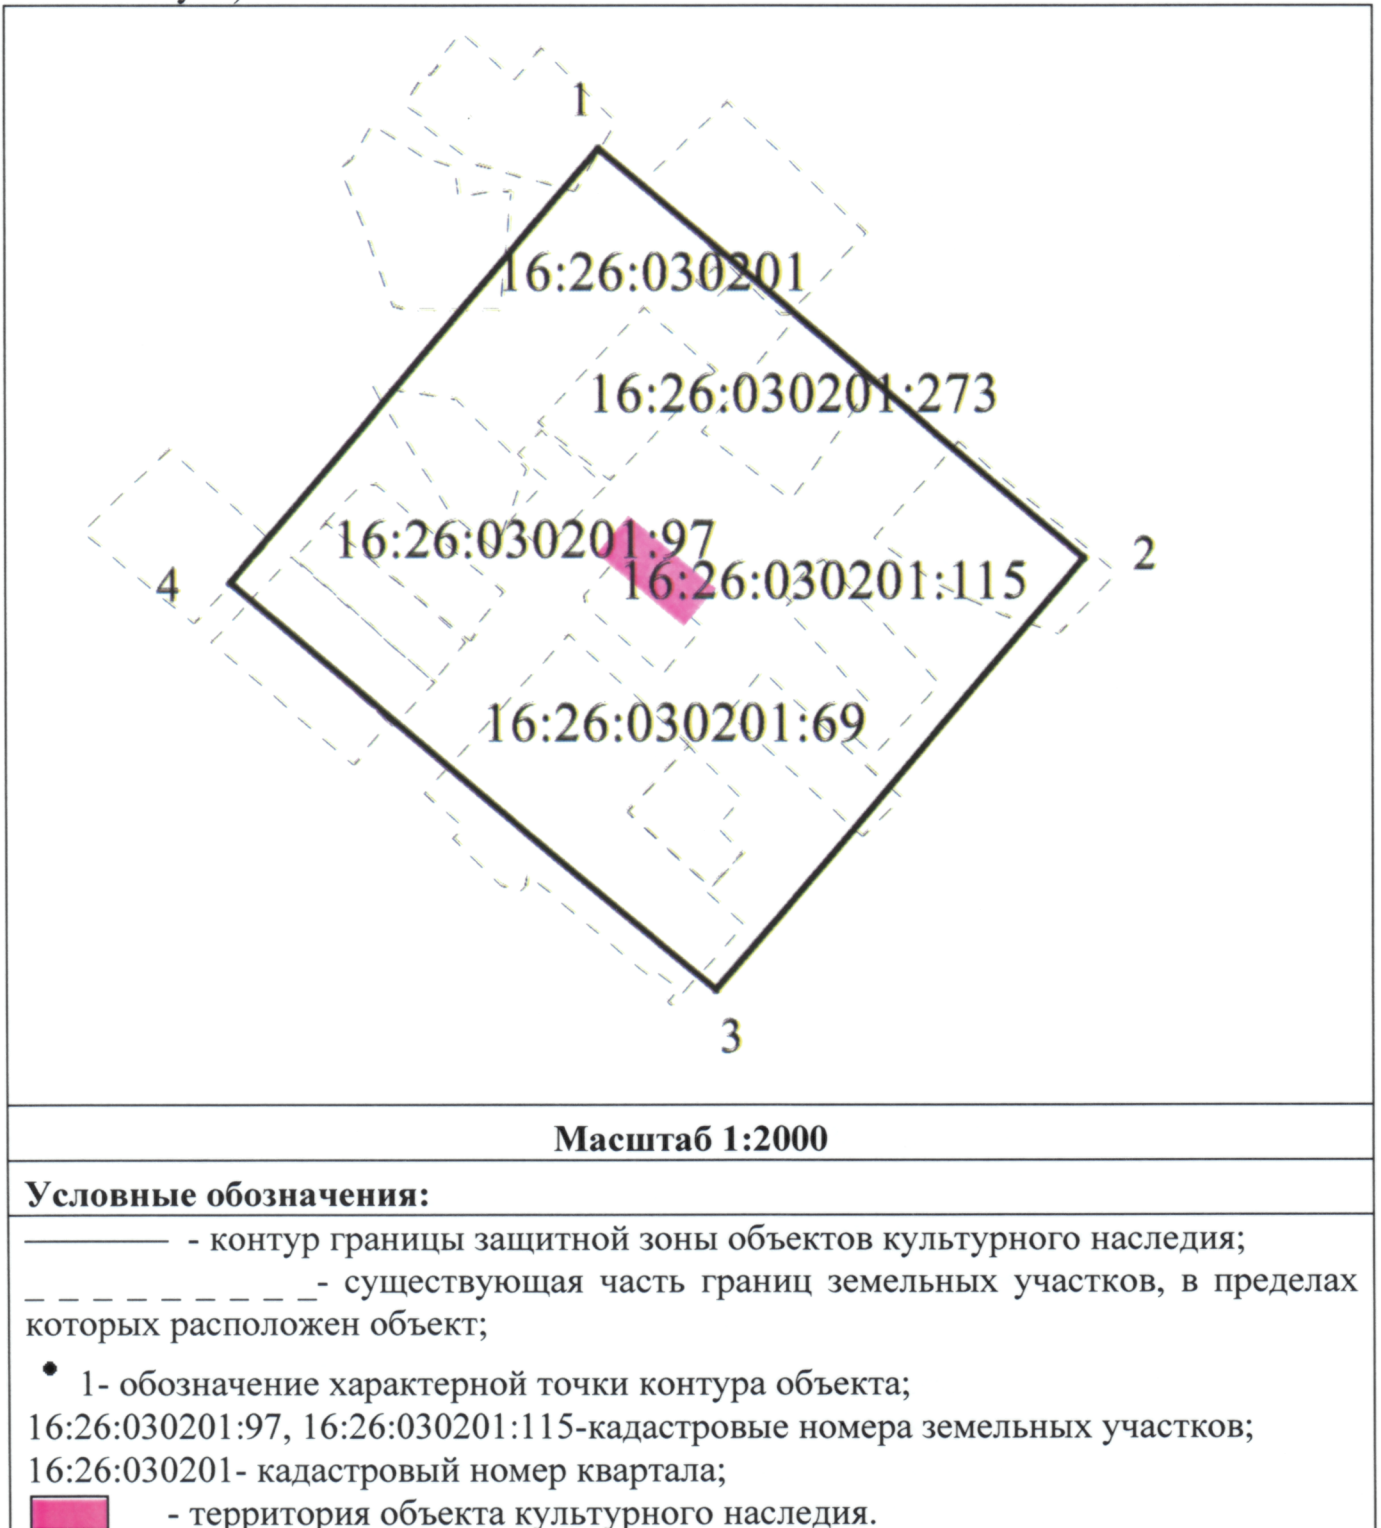 1
16:26:030201
16:26:030201:273
16:26:030201:97
2
16:26:030201:115
4
16:26:030201:69
3
Масштаб 1:2000
Условные обозначения:
- контур границы защитной зоны объектов культурного наследия;
_ _ _ _ _ _ _ _ _- существующая часть границ земельных участков, в пределах
которых расположен объект;
1- обозначение характерной точки контура объекта;
16:26:030201:97, 16:26:030201:115-кадастровые номера земельных участков;
16:26:030201- кадастровый номер квартала;
- территория объекта культурного наследия.